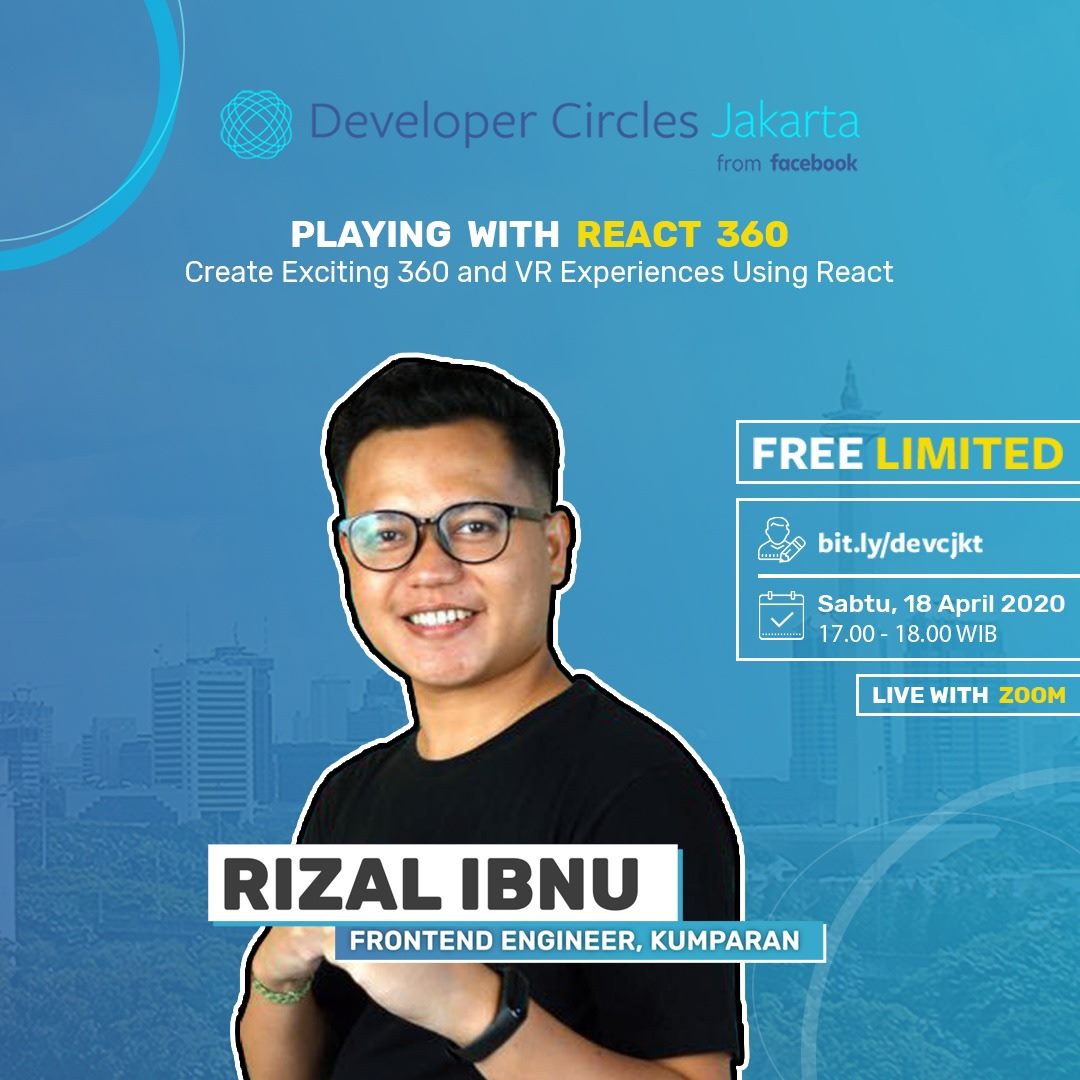 Developer Circles Jakarta
from facebook
PLAYING WITH REACT 360
Create Exciting 360 and VR Experiences Using React
FREE LIMITED
bit.ly/devcjkt
Sabtu, 18 April 2020
17.00 - 18.00 WIB
LIVE WITH ZOOM
RIZAL IBNU
FRONTEND ENGINEER, KUMPARAN